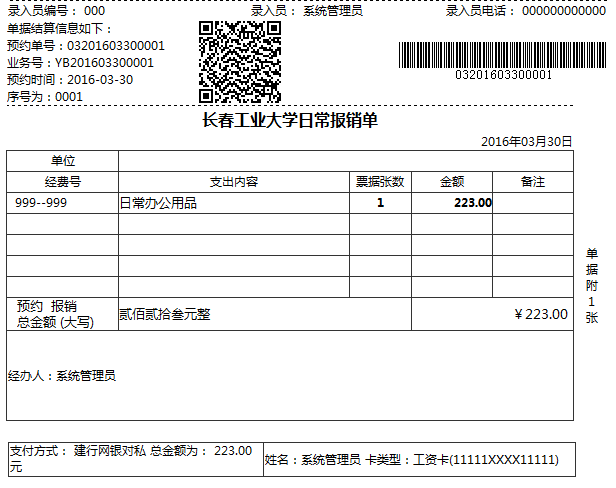 录入员编号： 000 录入员： 系统管理员 录入员电话： 000000000000
单据结算信息如下：
预约单号：03201603300001
业务号：YB201603300001
预约时间：2016-03-30
序号为：0001
03201603300001
长春工业大学日常报销单
2016年03月30日
单位
经费号 支出内容 票据张数 金额 备注
999--999 日常办公用品 1 223.00
预约 报销
总金额 (大写) 贰佰贰拾叁元整 ￥223.00
单据附1张
经办人：系统管理员
支付方式： 建行网银对私 总金额为： 223.00
元
姓名：系统管理员 卡类型：工资卡(11111XXXX11111)